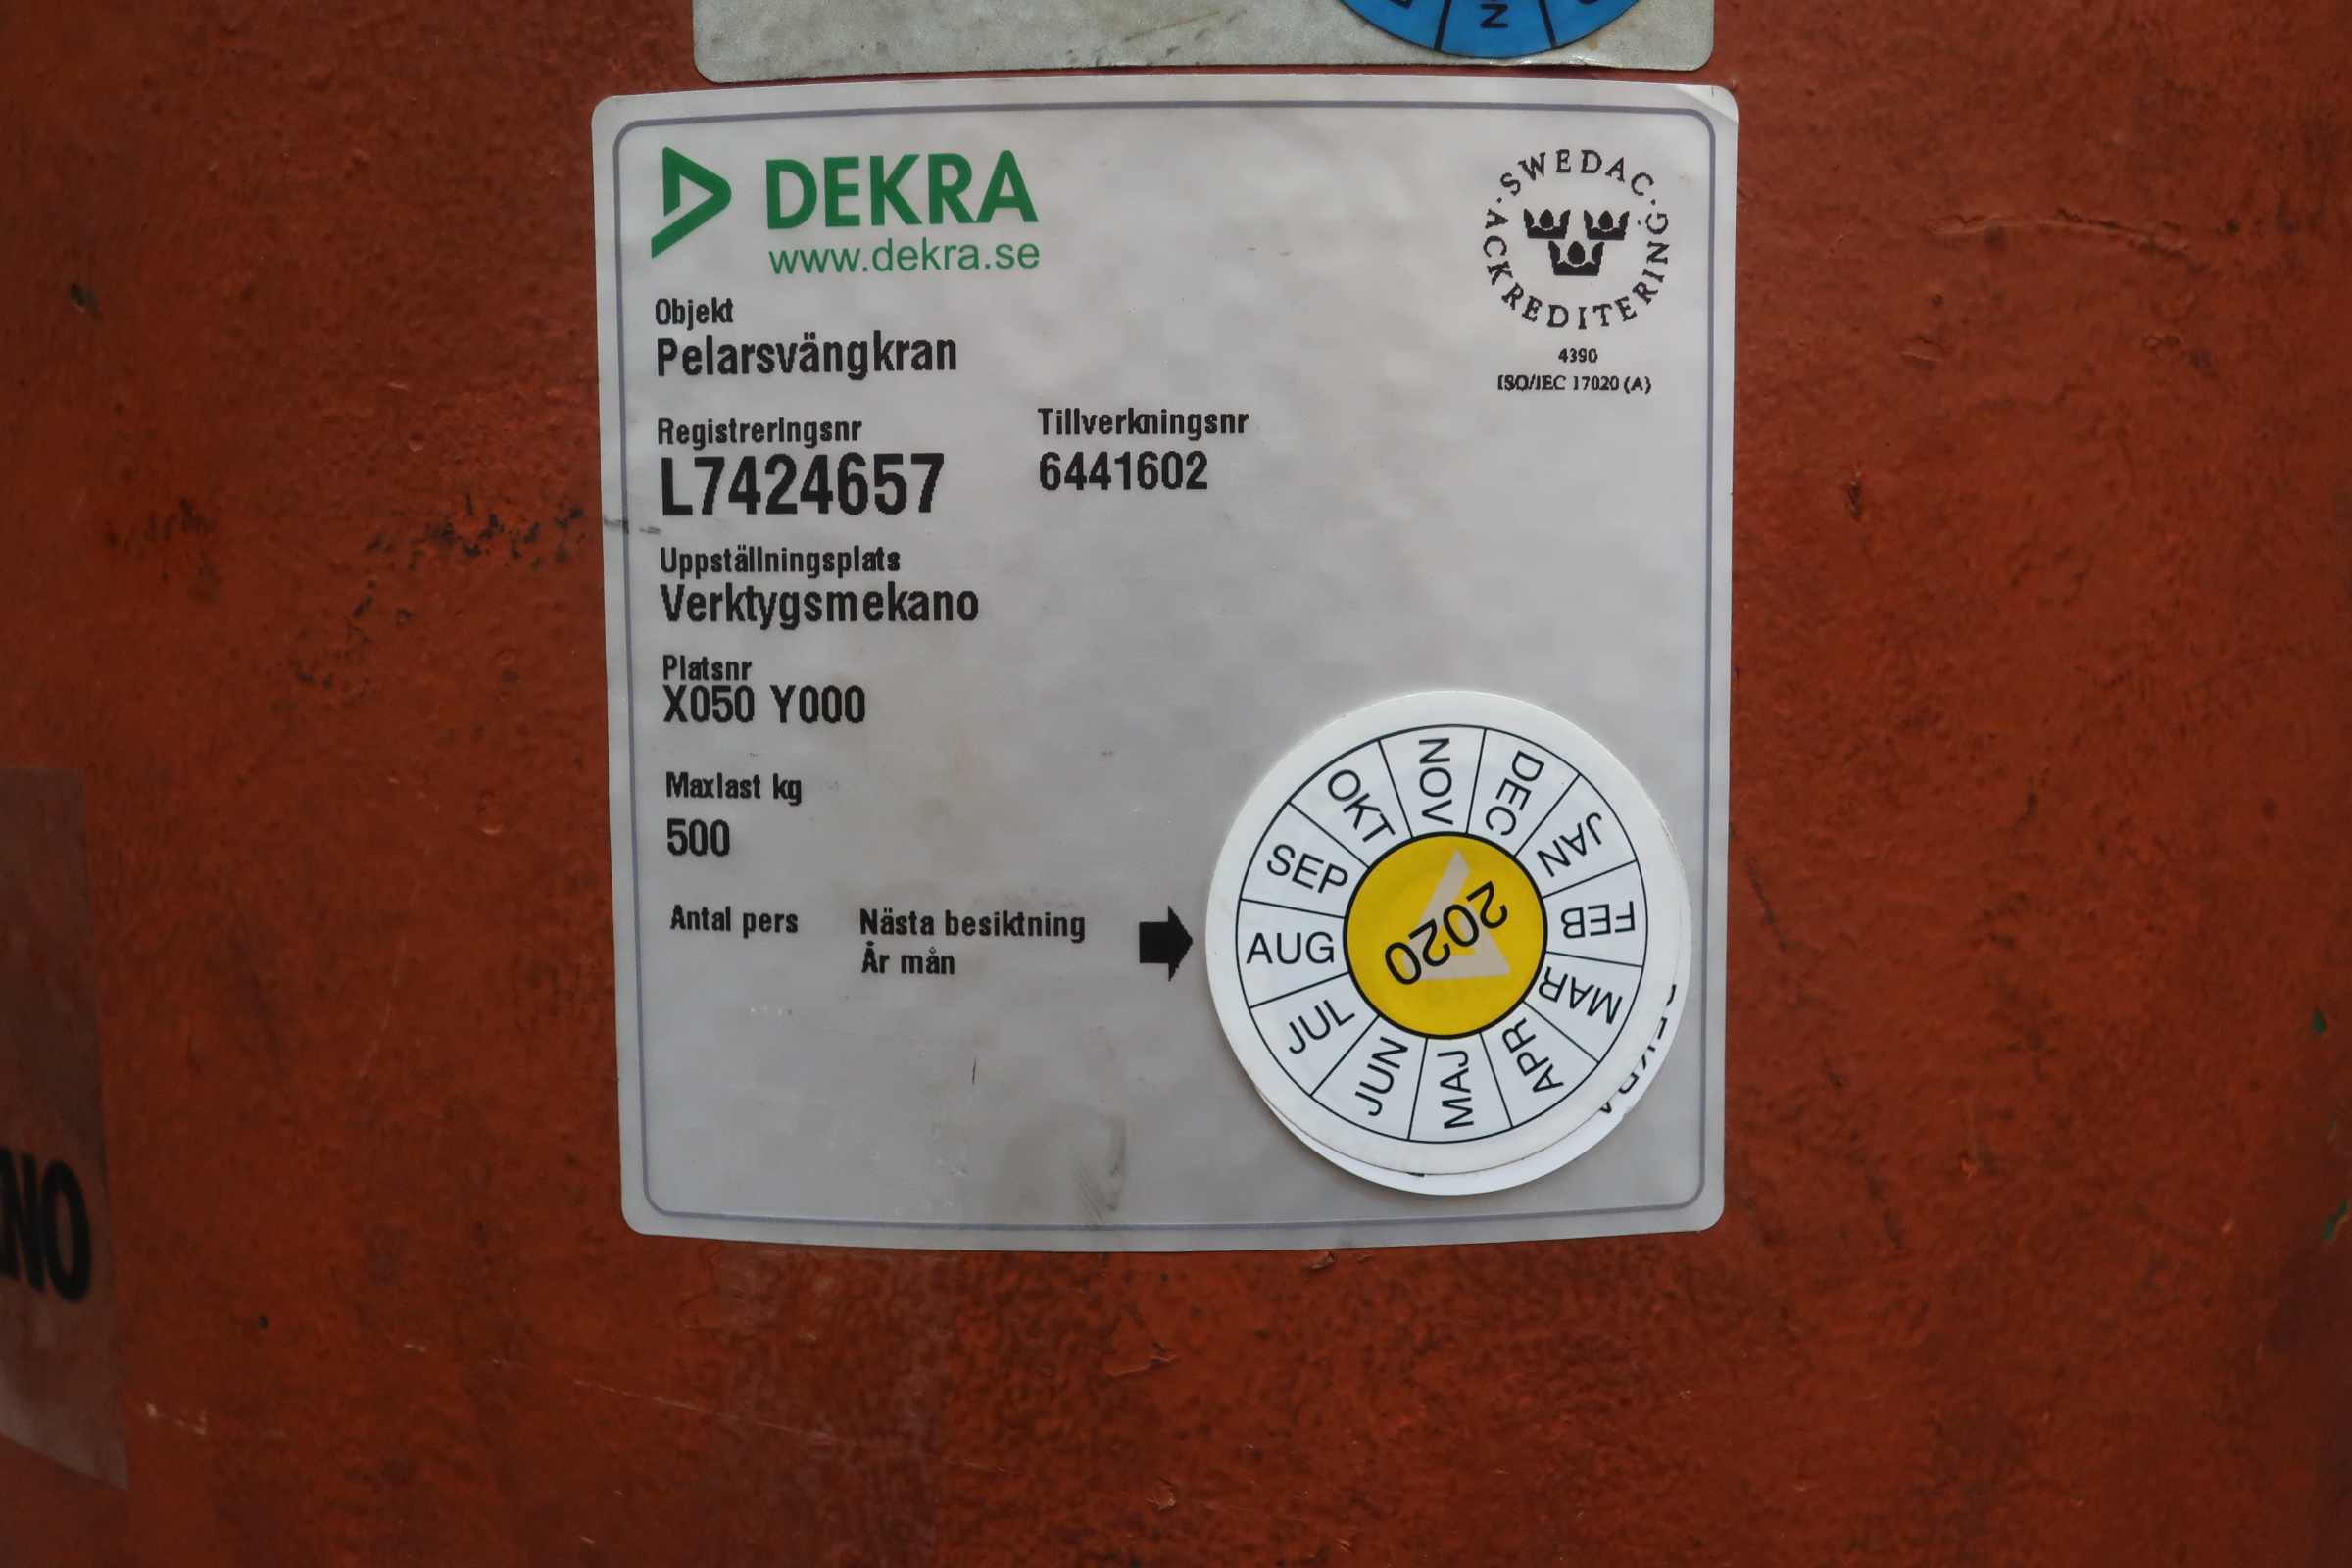 N
DEKRA
www.dekra.se
SWEDAC
ACKREDITERING
4390
ISO/IEC 17020 (A)
Objekt
Pelarsvängkran
Registreringsnr
Tillverkningsnr
L7424657
6441602
Uppställningsplats
Verktygsmekano
Platsnr
X050 Y000
Maxlast kg
500
Antal pers
Nästa besiktning
År mån
AUG
SEP
OKT
NOV
DEC
JAN
FEB
MAR
APR
MAJ
JUN
JUL
2020
DEKRA
NO